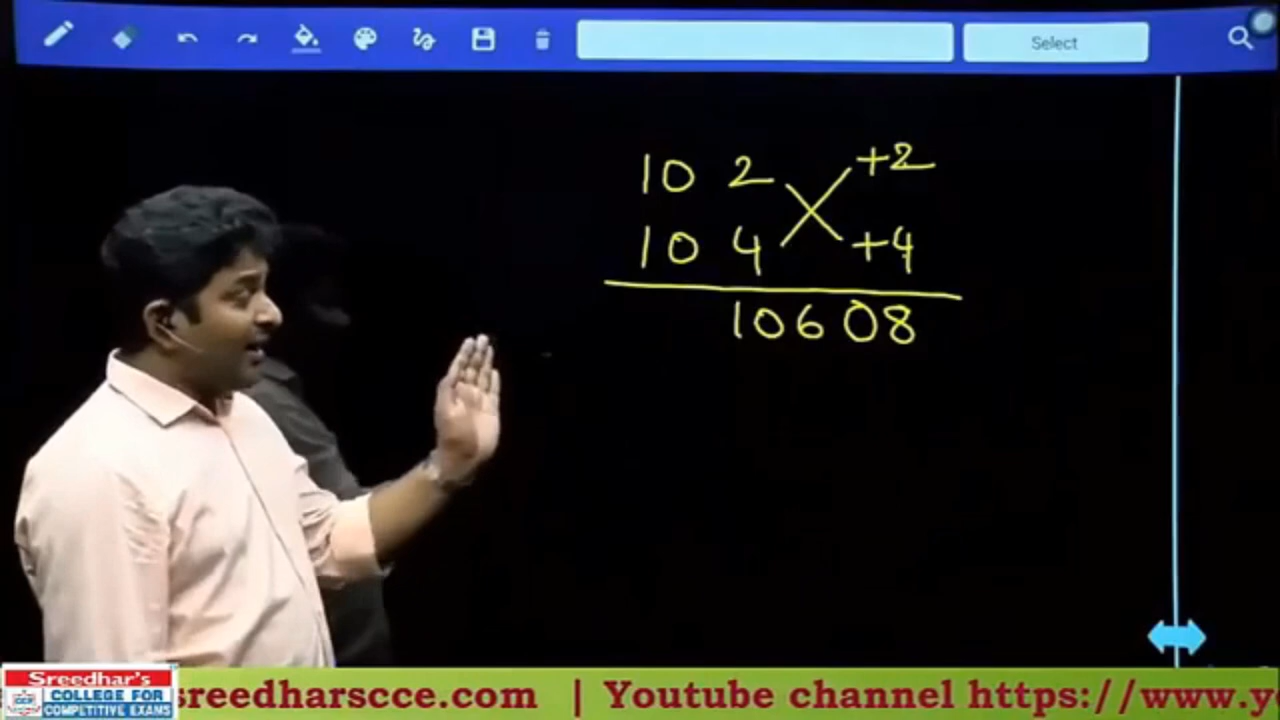 Select
10 2 +2
10 4 +4
10608
Sreedhar's
CCE
COLLEGE FOR
COMPETITIVE EXAMS
sreedharscce.com | Youtube channel https://www.y